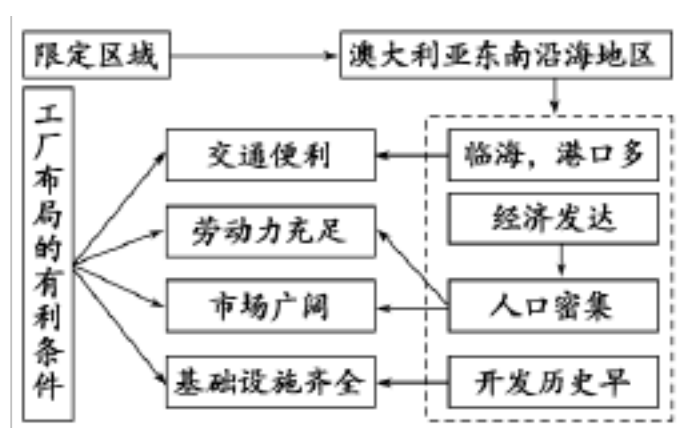 限定区域
澳大利亚东南沿海地区
工厂布局的有利条件
交通便利
临海，港口多
劳动力充足
经济发达
市场广阔
人口密集
基础设施齐全
开发历史早